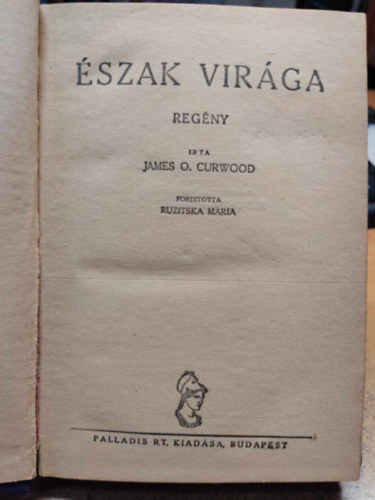 ÉSZAK VIRÁGA
REGÉNY
IRTA
JAMES O. CURWOOD
FORDITOTTA
RUZITSKA MÁRIA
PALLADIS RT. KIADÁSA, BUDAPEST